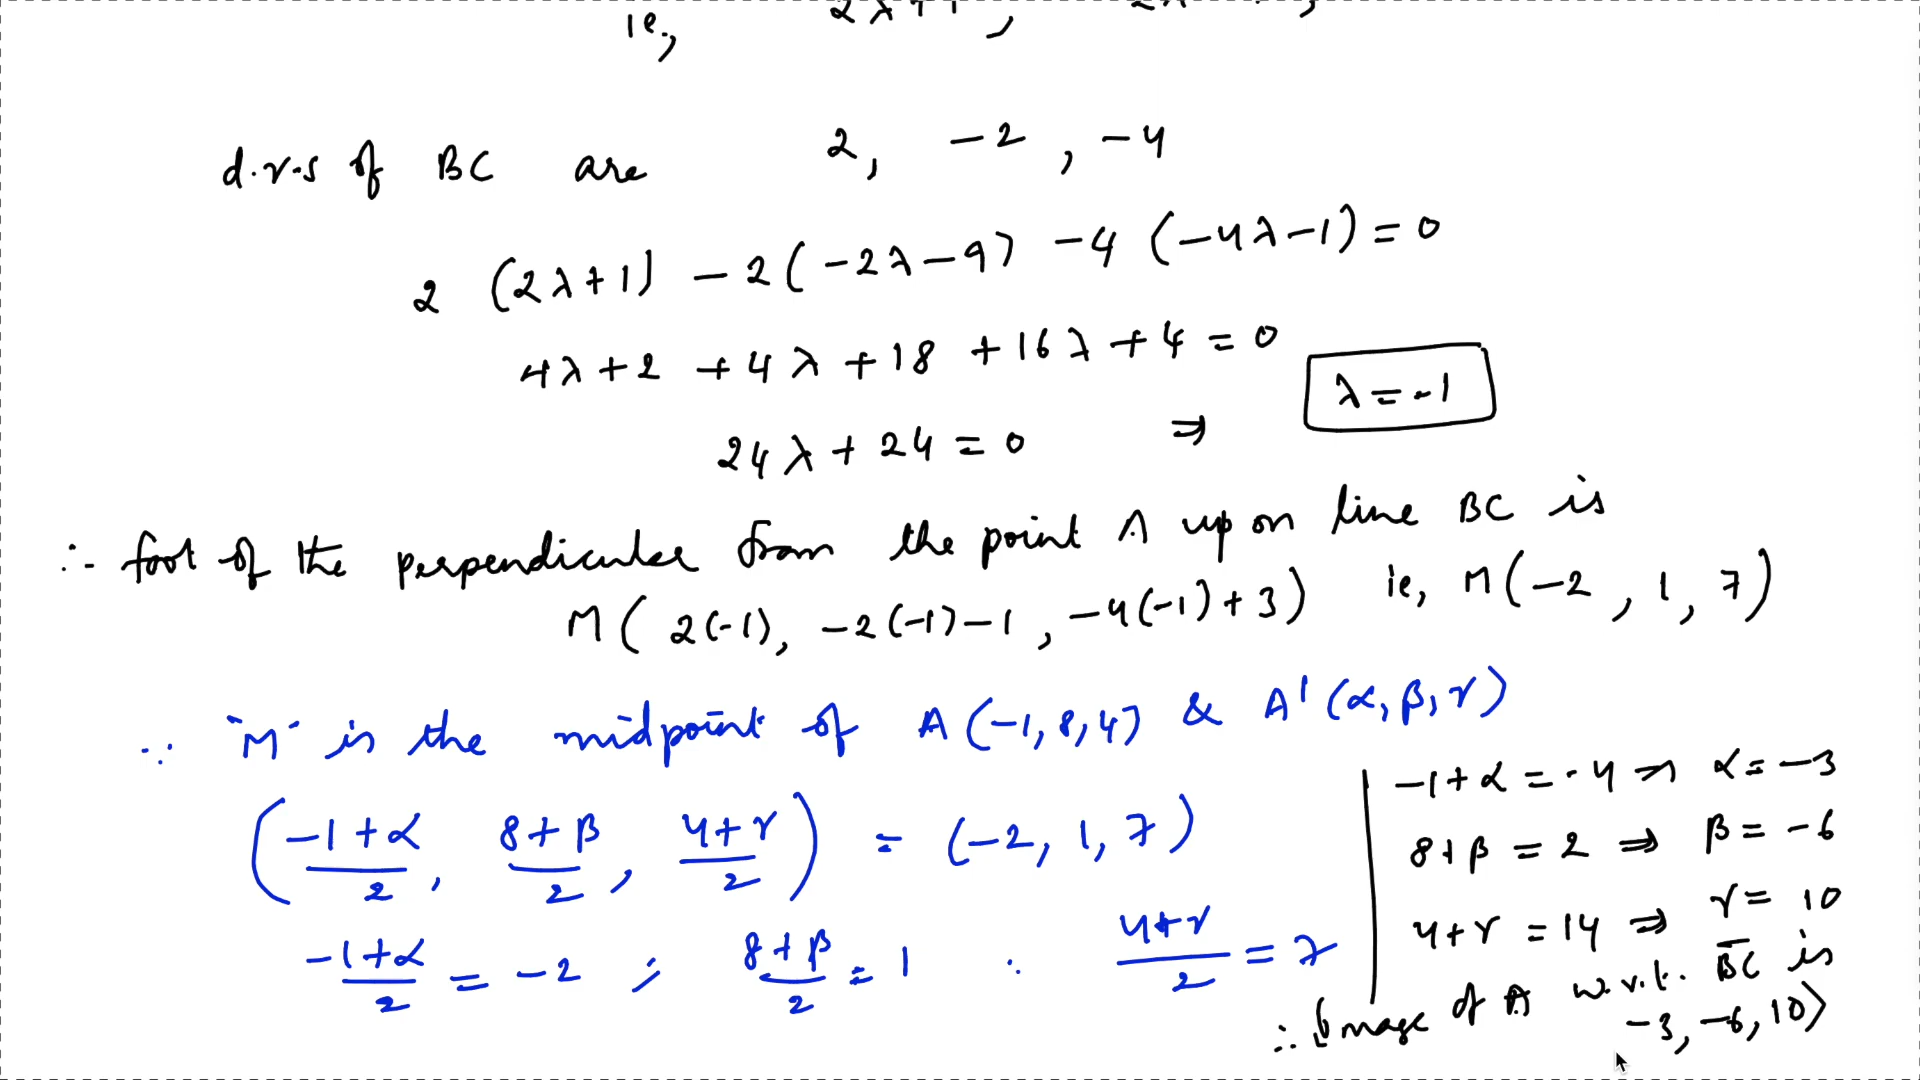 ie,
d.r.s of BC are 2, -2, -4
2 (2λ+1) -2(-2λ-9) -4 (-4λ-1) = 0
4λ+2 +4λ+18 +16λ+4 = 0
24λ+24 = 0 ⇒ λ = -1
∴ foot of the perpendicular from the point A upon line BC is
M( 2(-1), -2(-1)-1, -4(-1)+3) ie, M(-2, 1, 7)
∵ "M" is the midpoint of A(-1,8,4) & A'(α,β,γ)
((-1+α)/2, (8+β)/2, (4+γ)/2) = (-2, 1, 7)
(-1+α)/2 = -2 ; (8+β)/2 = 1 . (4+γ)/2 = 7
-1+α = -4 ⇒ α = -3
8+β = 2 ⇒ β = -6
4+γ = 14 ⇒ γ = 10
∴ Image of A w.r.t. BC is
-3, -6, 10)